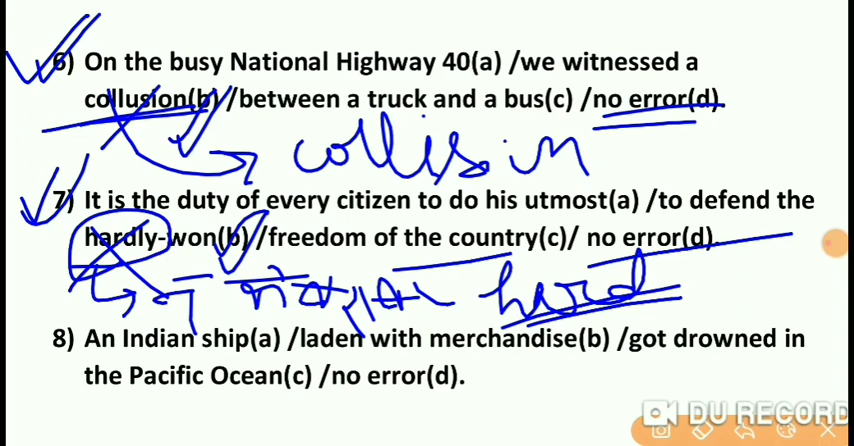 6) On the busy National Highway 40(a) /we witnessed a
collusion(b) /between a truck and a bus(c) /no error(d).
collision
7) It is the duty of every citizen to do his utmost(a) /to defend the
hardly-won(b) /freedom of the country(c)/ no error(d).
hard
8) An Indian ship(a) /laden with merchandise(b) /got drowned in
the Pacific Ocean(c) /no error(d).
DU RECORD